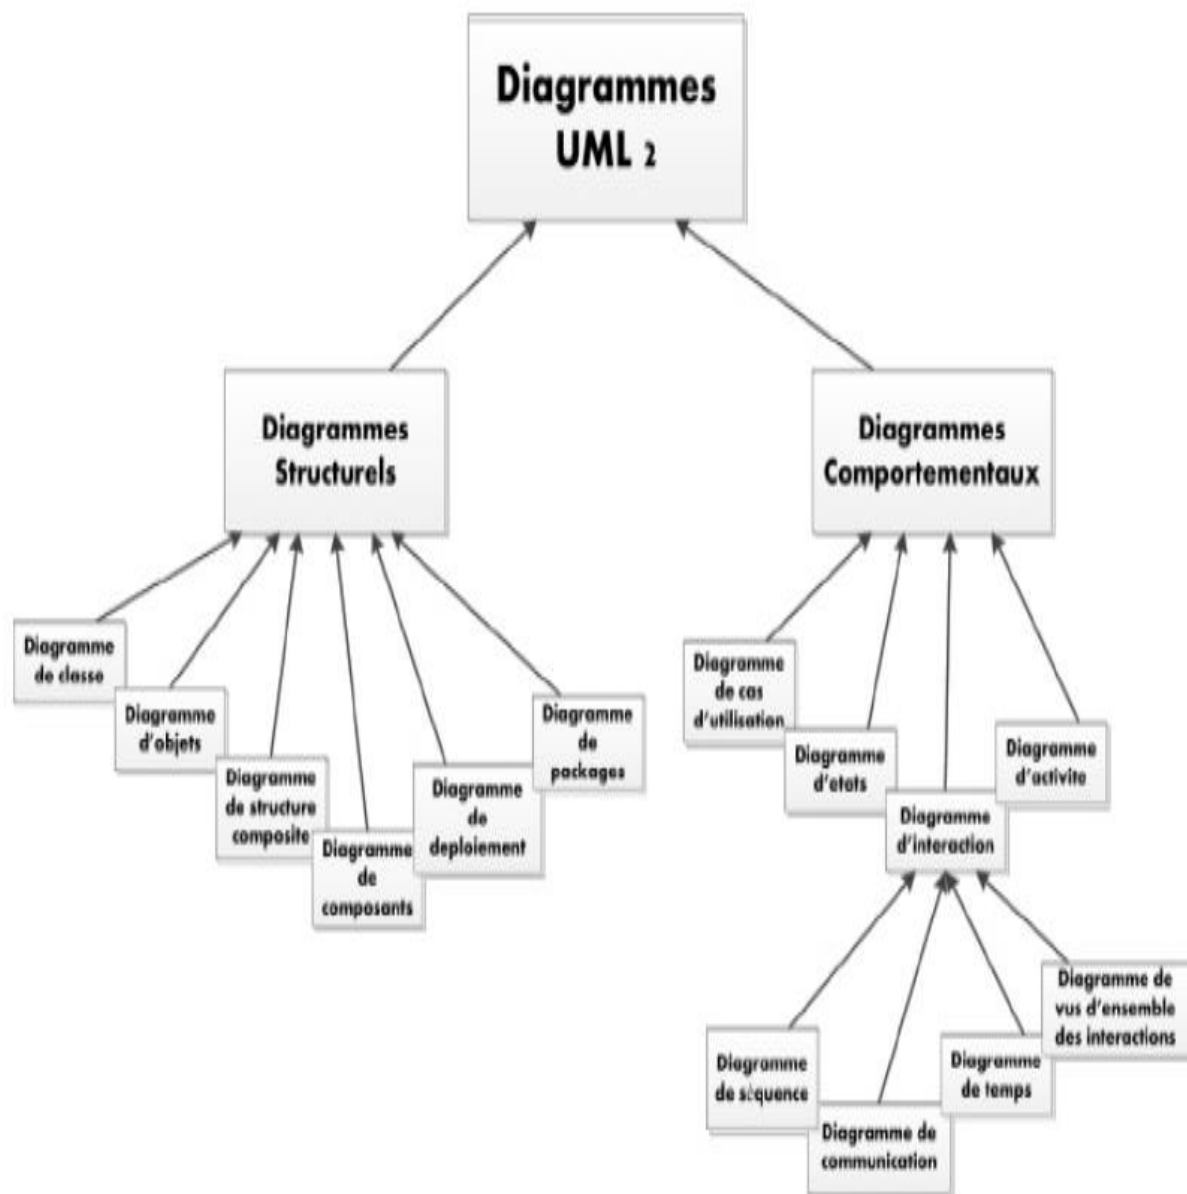 Diagrammes
UML 2
Diagrammes
Structurels
Diagrammes
Comportementaux
Diagramme
de classe
Diagramme
d'objets
Diagramme
de structure
composite
Diagramme
de
composants
Diagramme
de
deploiement
Diagramme
de
packages
Diagramme
de cas
d'utilisation
Diagramme
d'etats
Diagramme
d'interaction
Diagramme
d'activite
Diagramme
de sèquence
Diagramme de
communication
Diagramme
de temps
Diagramme de
vus d'ensemble
des interactions